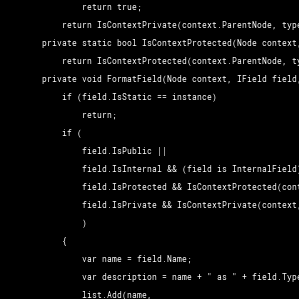 return true;
return IsContextPrivate(context.ParentNode, type
private static bool IsContextProtected(Node context,
return IsContextProtected(context.ParentNode, ty
private void FormatField(Node context, IField field,
if (field.IsStatic == instance)
return;
if (
field.IsPublic ||
field.IsInternal && (field is InternalField
field.IsProtected && IsContextProtected(cont
field.IsPrivate && IsContextPrivate(context,
)
{
var name = field.Name;
var description = name + " as " + field.Type
list.Add(name,